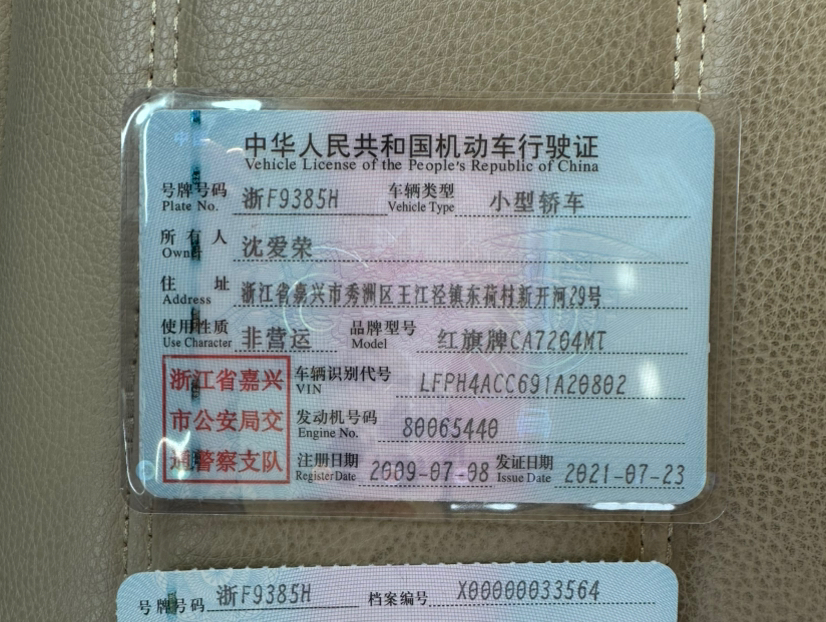 中华人民共和国机动车行驶证
Vehicle License of the People's Republic of China
号牌号码 浙F9385H 车辆类型 小型轿车
Plate No. Vehicle Type
所有人 沈爱荣
Owner
住址 浙江省嘉兴市秀洲区王江泾镇东荷村新开河29号
Address
使用性质 非营运 品牌型号 红旗牌CA7204MT
Use Character Model
浙江省嘉兴市公安局交通警察支队
车辆识别代号 LFPH4ACC691A20802
VIN
发动机号码 80065440
Engine No.
注册日期 2009-07-08 发证日期 2021-07-23
Register Date Issue Date
号牌号码 浙F9385H 档案编号 X00000033564